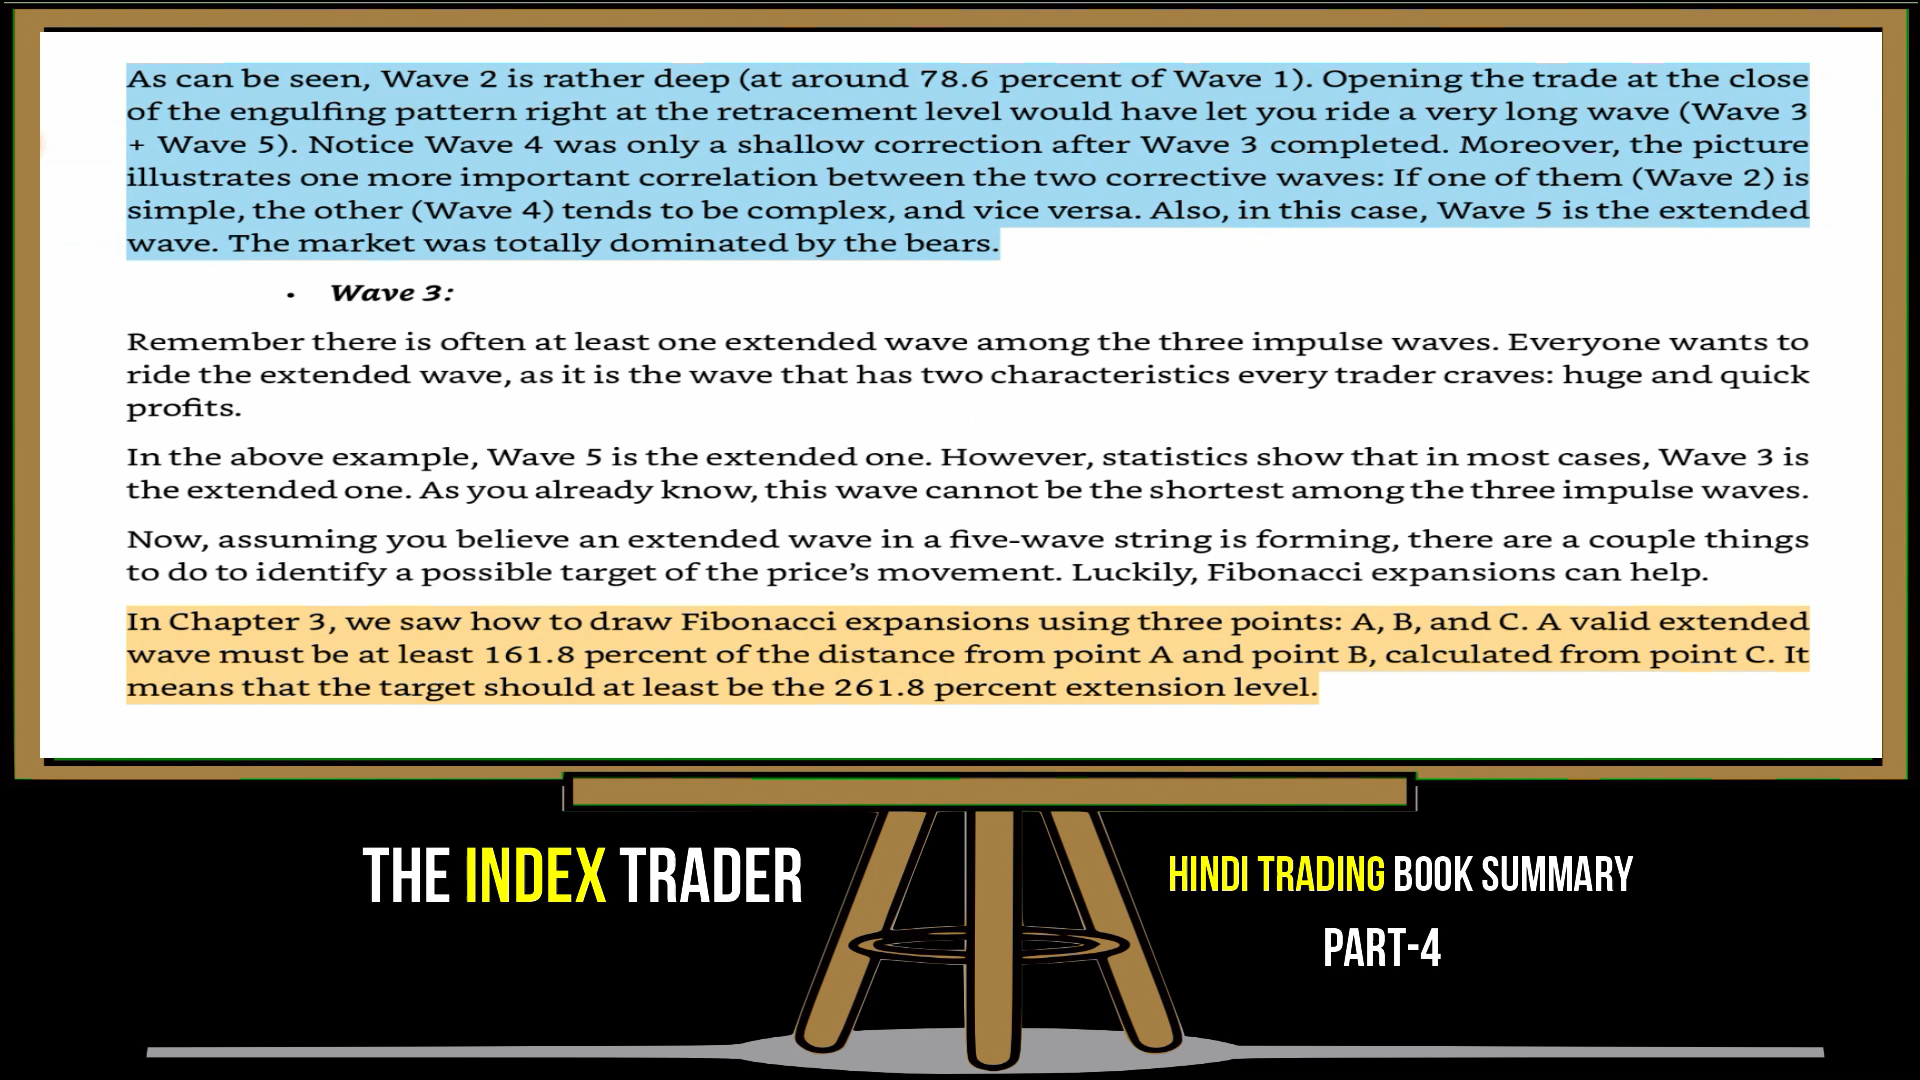 As can be seen, Wave 2 is rather deep (at around 78.6 percent of Wave 1). Opening the trade at the close
of the engulfing pattern right at the retracement level would have let you ride a very long wave (Wave 3
+ Wave 5). Notice Wave 4 was only a shallow correction after Wave 3 completed. Moreover, the picture
illustrates one more important correlation between the two corrective waves: If one of them (Wave 2) is
simple, the other (Wave 4) tends to be complex, and vice versa. Also, in this case, Wave 5 is the extended
wave. The market was totally dominated by the bears.
• Wave 3:
Remember there is often at least one extended wave among the three impulse waves. Everyone wants to
ride the extended wave, as it is the wave that has two characteristics every trader craves: huge and quick
profits.
In the above example, Wave 5 is the extended one. However, statistics show that in most cases, Wave 3 is
the extended one. As you already know, this wave cannot be the shortest among the three impulse waves.
Now, assuming you believe an extended wave in a five-wave string is forming, there are a couple things
to do to identify a possible target of the price's movement. Luckily, Fibonacci expansions can help.
In Chapter 3, we saw how to draw Fibonacci expansions using three points: A, B, and C. A valid extended
wave must be at least 161.8 percent of the distance from point A and point B, calculated from point C. It
means that the target should at least be the 261.8 percent extension level.
THE INDEX TRADER
HINDI TRADING BOOK SUMMARY
PART-4